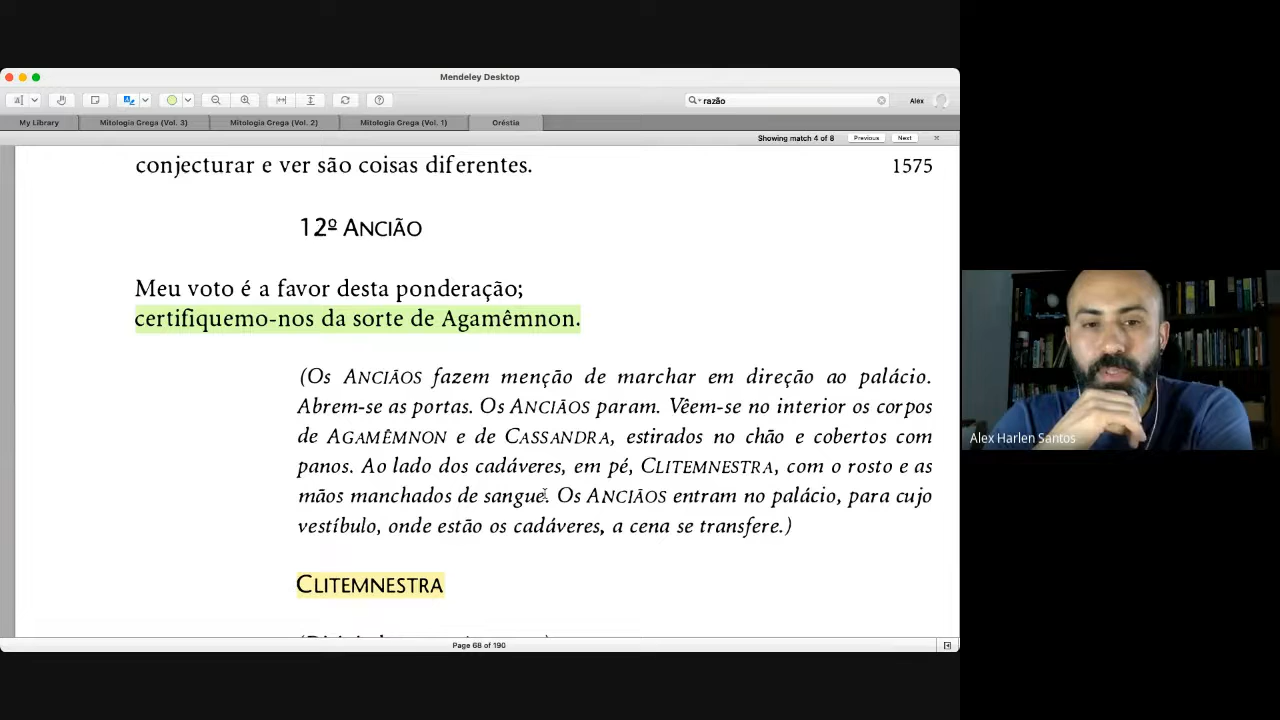 Mendeley Desktop
razão
Alex
My Library
Mitologia Grega (Vol. 3)
Mitologia Grega (Vol. 2)
Mitologia Grega (Vol. 1)
Oréstia
Showing match 4 of 8
Previous
Next
conjecturar e ver são coisas diferentes.
1575
12º ANCIÃO
Meu voto é a favor desta ponderação;
certifiquemo-nos da sorte de Agamêmnon.
(Os ANCIÃOS fazem menção de marchar em direção ao palácio.
Abrem-se as portas. Os ANCIÃOS param. Vêem-se no interior os corpos
de AGAMÊMNON e de CASSANDRA, estirados no chão e cobertos com
panos. Ao lado dos cadáveres, em pé, CLITEMNESTRA, com o rosto e as
mãos manchados de sangue. Os ANCIÃOS entram no palácio, para cujo
vestíbulo, onde estão os cadáveres, a cena se transfere.)
CLITEMNESTRA
Page 68 of 190
Alex Harlen Santos